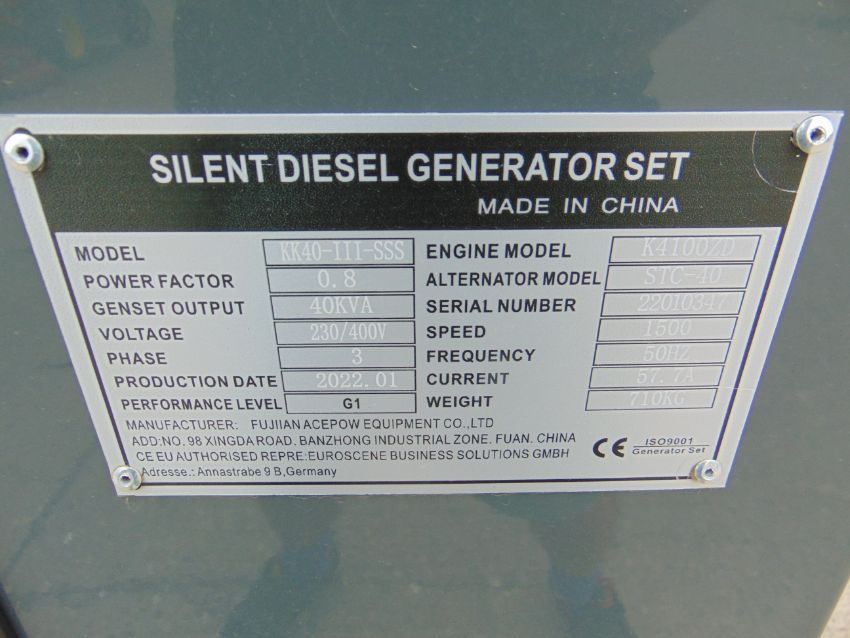 SILENT DIESEL GENERATOR SET
MADE IN CHINA
MODEL KK40-III-SSS ENGINE MODEL K4100ZD
POWER FACTOR 0.8 ALTERNATOR MODEL STC-40
GENSET OUTPUT 40KVA SERIAL NUMBER 22010347
VOLTAGE 230/400V SPEED 1500
PHASE 3 FREQUENCY 50HZ
PRODUCTION DATE 2022.01 CURRENT 57.7A
PERFORMANCE LEVEL G1 WEIGHT 710KG
MANUFACTURER: FUJIIAN ACEPOW EQUIPMENT CO.,LTD
ADD:NO. 98 XINGDA ROAD. BANZHONG INDUSTRIAL ZONE. FUAN. CHINA
CE EU AUTHORISED REPRE: EUROSCENE BUSINESS SOLUTIONS GMBH
Adresse.: Annastrabe 9 B,Germany
CE ISO9001
Generator Set